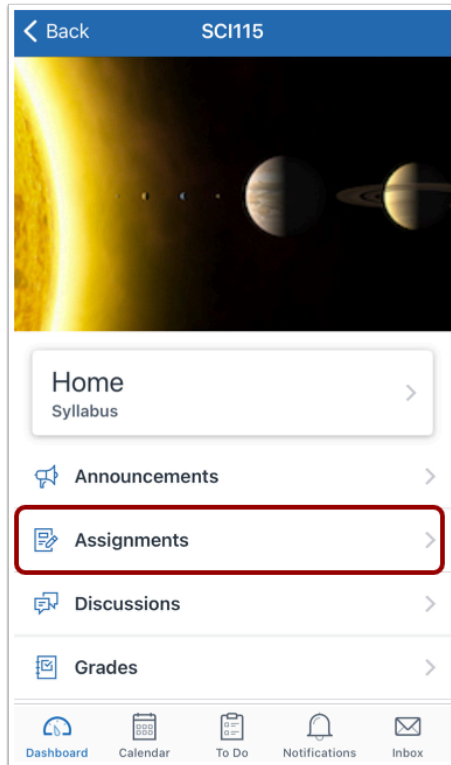 Back SCI115
Home
Syllabus
Announcements
Assignments
Discussions
Grades
Dashboard Calendar To Do Notifications Inbox